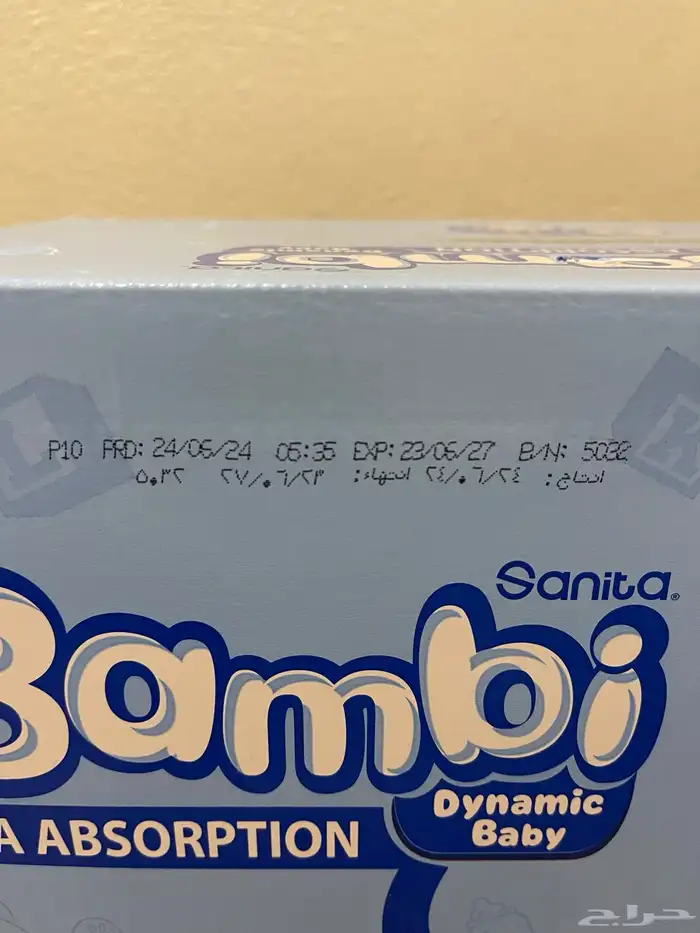 P10 PRD: 24/06/24 05:35 EXP: 23/06/27 B/N: 5032
انتاج: ٢٤/٠٦/٢٤ انتهاء: ٢٧/٠٦/٢٣ ٥٠٣٢
Sanita®
Bambi
Dynamic
Baby
A ABSORPTION
حراج